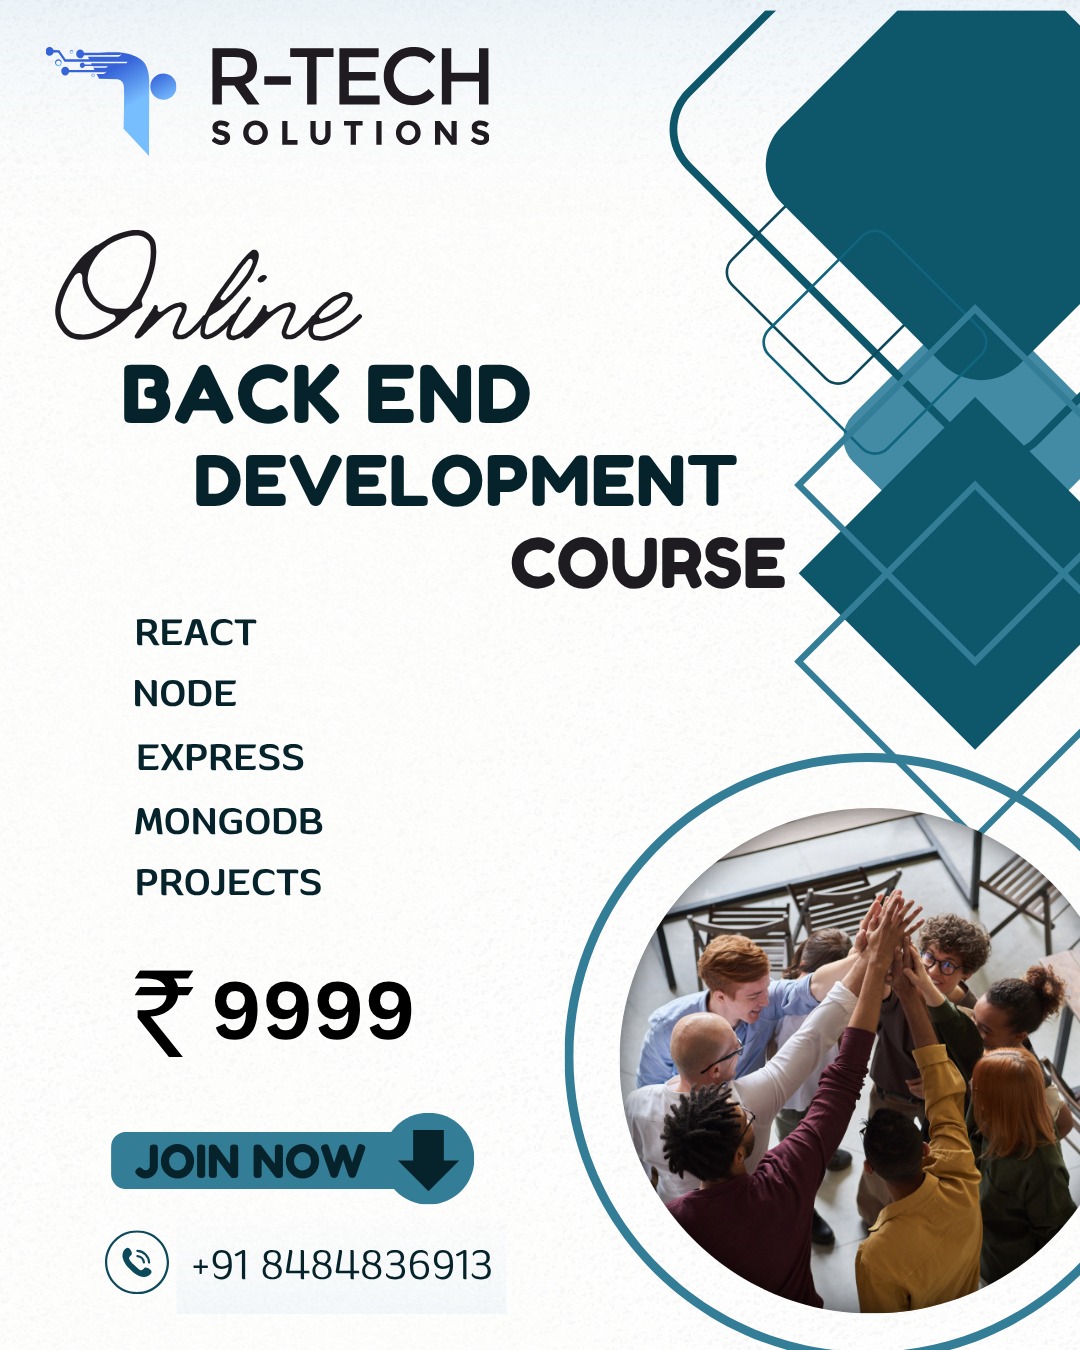 R-TECH
SOLUTIONS
Online
BACK END
DEVELOPMENT
COURSE
REACT
NODE
EXPRESS
MONGODB
PROJECTS
₹ 9999
JOIN NOW
+91 8484836913